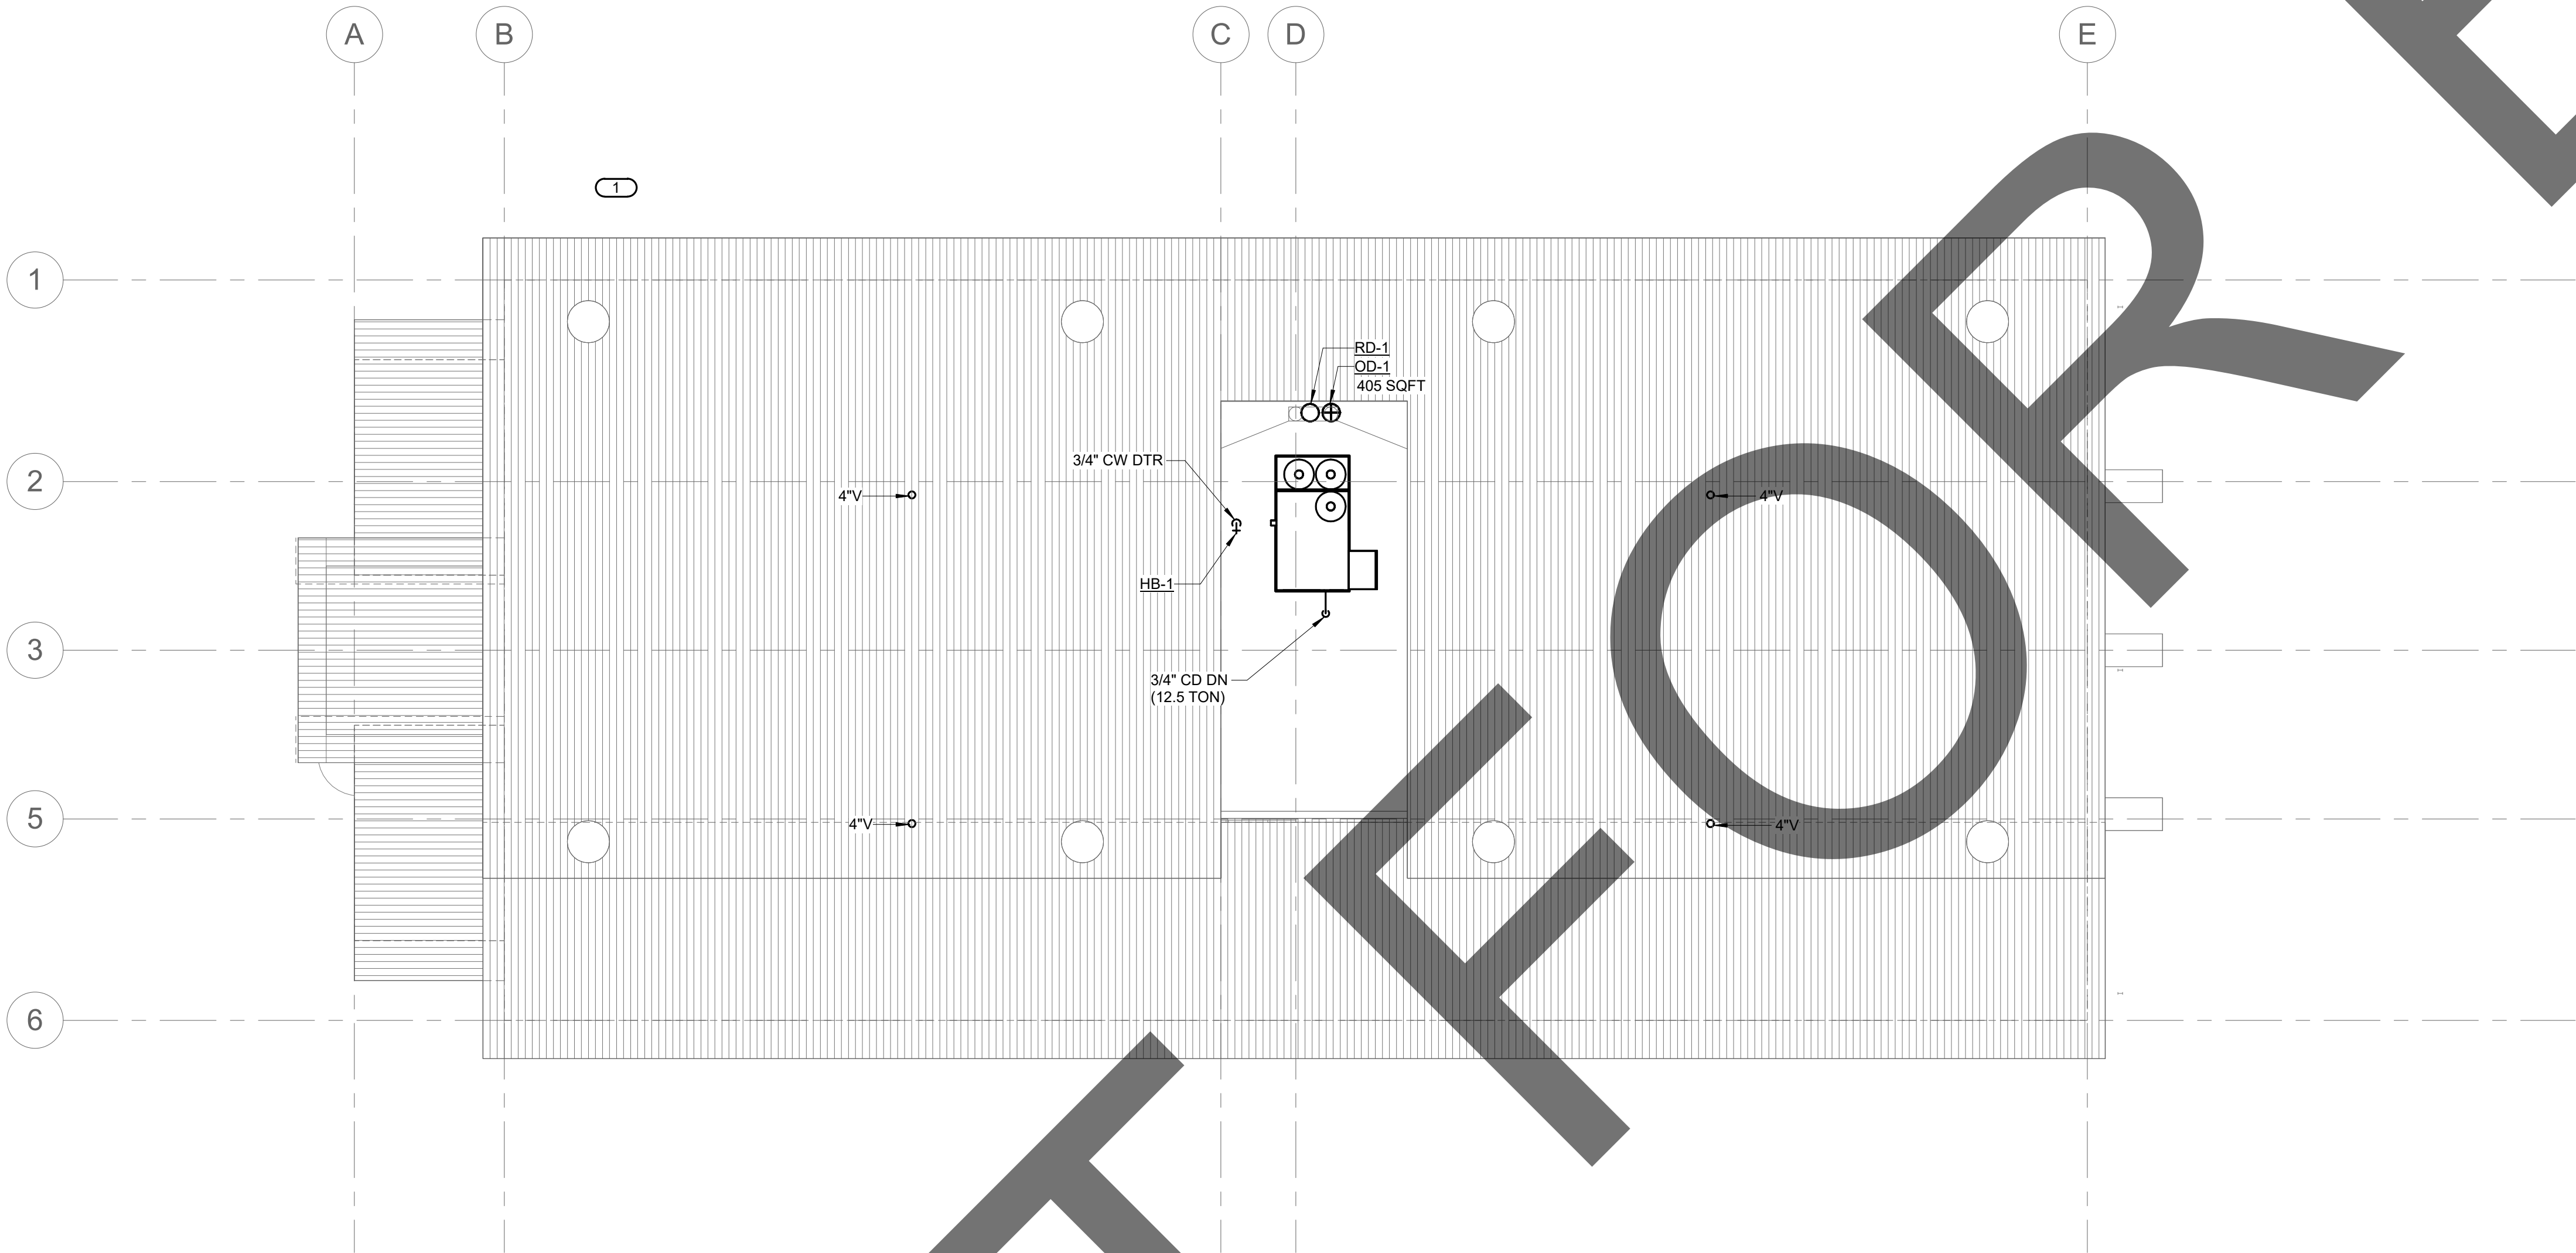 A
B
C
D
E
1
1
RD-1
OD-1
405 SQFT
3/4" CW DTR
2
4"V
4"V
HB-1
3
3/4" CD DN
(12.5 TON)
5
4"V
4"V
6
FOR